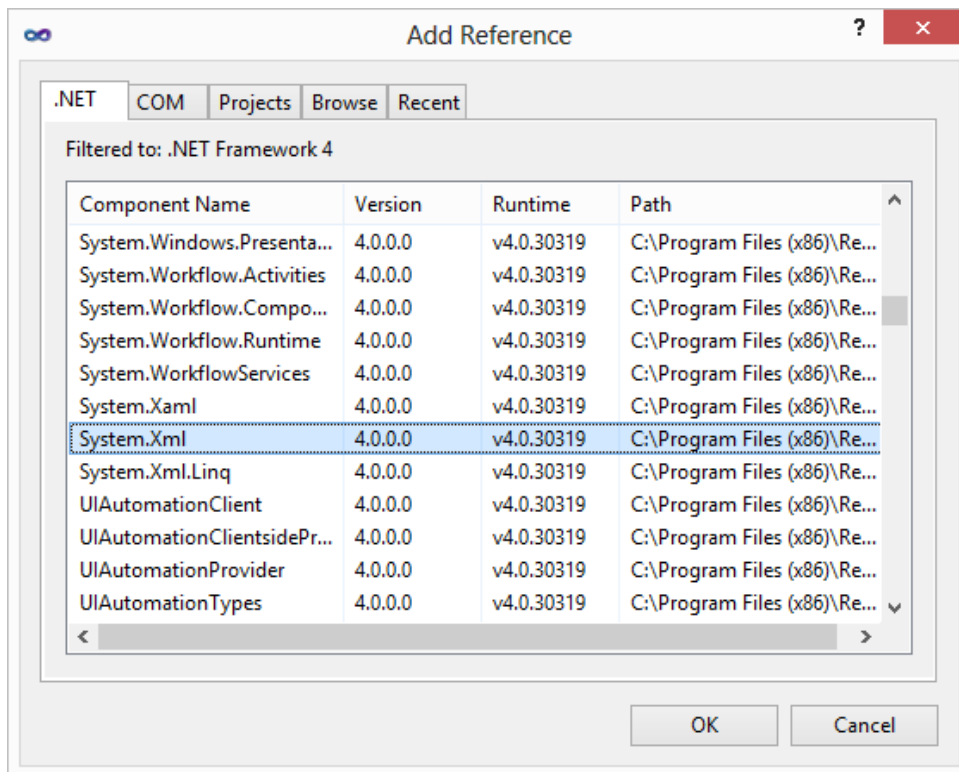 Add Reference
?
×
.NET COM Projects Browse Recent
Filtered to: .NET Framework 4
Component Name Version Runtime Path
System.Windows.Presenta... 4.0.0.0 v4.0.30319 C:\Program Files (x86)\Re...
System.Workflow.Activities 4.0.0.0 v4.0.30319 C:\Program Files (x86)\Re...
System.Workflow.Compo... 4.0.0.0 v4.0.30319 C:\Program Files (x86)\Re...
System.Workflow.Runtime 4.0.0.0 v4.0.30319 C:\Program Files (x86)\Re...
System.WorkflowServices 4.0.0.0 v4.0.30319 C:\Program Files (x86)\Re...
System.Xaml 4.0.0.0 v4.0.30319 C:\Program Files (x86)\Re...
System.Xml 4.0.0.0 v4.0.30319 C:\Program Files (x86)\Re...
System.Xml.Linq 4.0.0.0 v4.0.30319 C:\Program Files (x86)\Re...
UIAutomationClient 4.0.0.0 v4.0.30319 C:\Program Files (x86)\Re...
UIAutomationClientsidePr... 4.0.0.0 v4.0.30319 C:\Program Files (x86)\Re...
UIAutomationProvider 4.0.0.0 v4.0.30319 C:\Program Files (x86)\Re...
UIAutomationTypes 4.0.0.0 v4.0.30319 C:\Program Files (x86)\Re...
OK Cancel